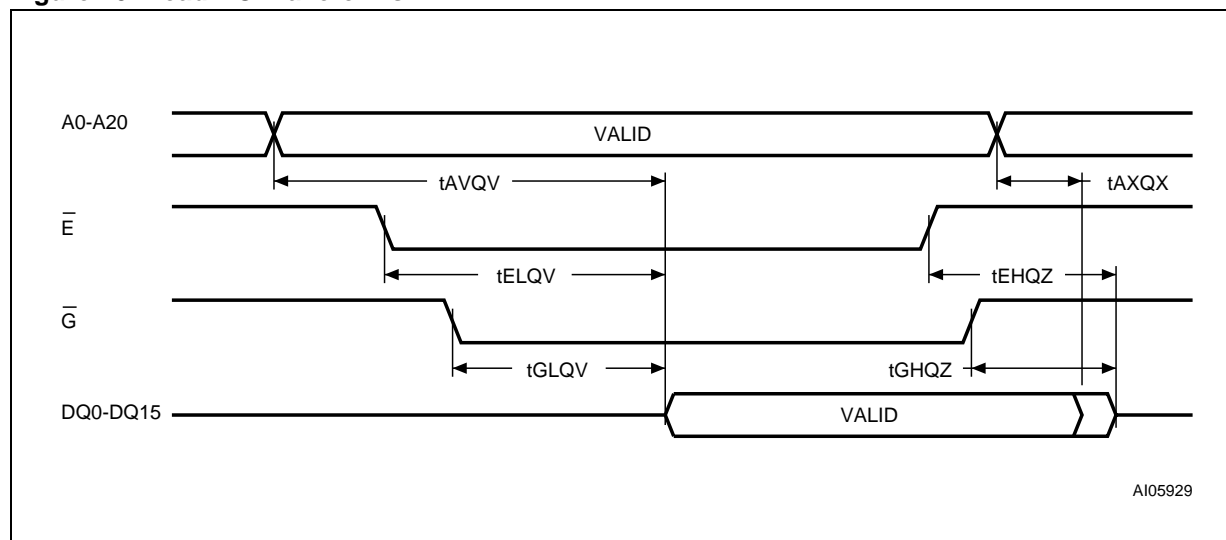 A0-A20
VALID
tAVQV
tAXQX
E
tELQV
tEHQZ
G
tGLQV
tGHQZ
DQ0-DQ15
VALID
AI05929